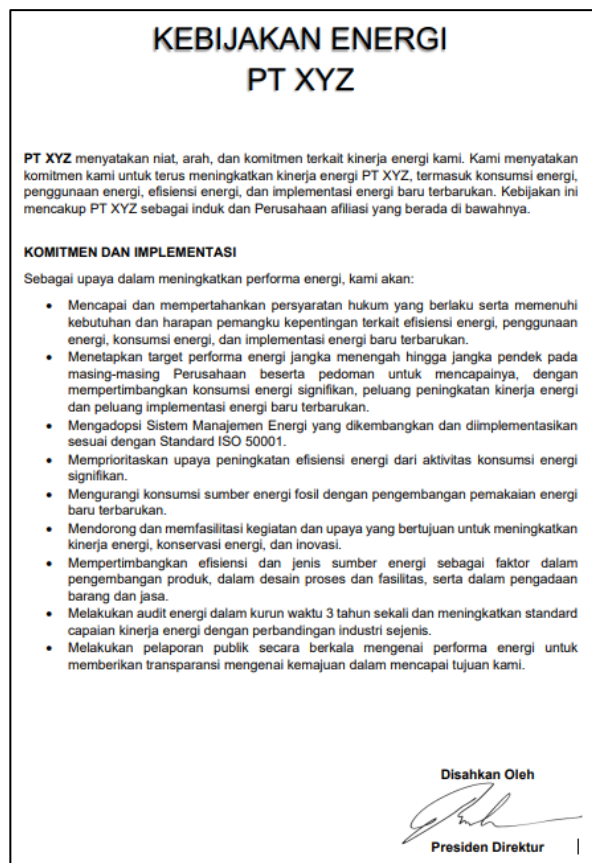 KEBIJAKAN ENERGI
PT XYZ
PT XYZ menyatakan niat, arah, dan komitmen terkait kinerja energi kami. Kami menyatakan
komitmen kami untuk terus meningkatkan kinerja energi PT XYZ, termasuk konsumsi energi,
penggunaan energi, efisiensi energi, dan implementasi energi baru terbarukan. Kebijakan ini
mencakup PT XYZ sebagai induk dan Perusahaan afiliasi yang berada di bawahnya.
KOMITMEN DAN IMPLEMENTASI
Sebagai upaya dalam meningkatkan performa energi, kami akan:
• Mencapai dan mempertahankan persyaratan hukum yang berlaku serta memenuhi
kebutuhan dan harapan pemangku kepentingan terkait efisiensi energi, penggunaan
energi, konsumsi energi, dan implementasi energi baru terbarukan.
• Menetapkan target performa energi jangka menengah hingga jangka pendek pada
masing-masing Perusahaan beserta pedoman untuk mencapainya, dengan
mempertimbangkan konsumsi energi signifikan, peluang peningkatan kinerja energi
dan peluang implementasi energi baru terbarukan.
• Mengadopsi Sistem Manajemen Energi yang dikembangkan dan diimplementasikan
sesuai dengan Standard ISO 50001.
• Memprioritaskan upaya peningkatan efisiensi energi dari aktivitas konsumsi energi
signifikan.
• Mengurangi konsumsi sumber energi fosil dengan pengembangan pemakaian energi
baru terbarukan.
• Mendorong dan memfasilitasi kegiatan dan upaya yang bertujuan untuk meningkatkan
kinerja energi, konservasi energi, dan inovasi.
• Mempertimbangkan efisiensi dan jenis sumber energi sebagai faktor dalam
pengembangan produk, dalam desain proses dan fasilitas, serta dalam pengadaan
barang dan jasa.
• Melakukan audit energi dalam kurun waktu 3 tahun sekali dan meningkatkan standard
capaian kinerja energi dengan perbandingan industri sejenis.
• Melakukan pelaporan publik secara berkala mengenai performa energi untuk
memberikan transparansi mengenai kemajuan dalam mencapai tujuan kami.
Disahkan Oleh
Presiden Direktur